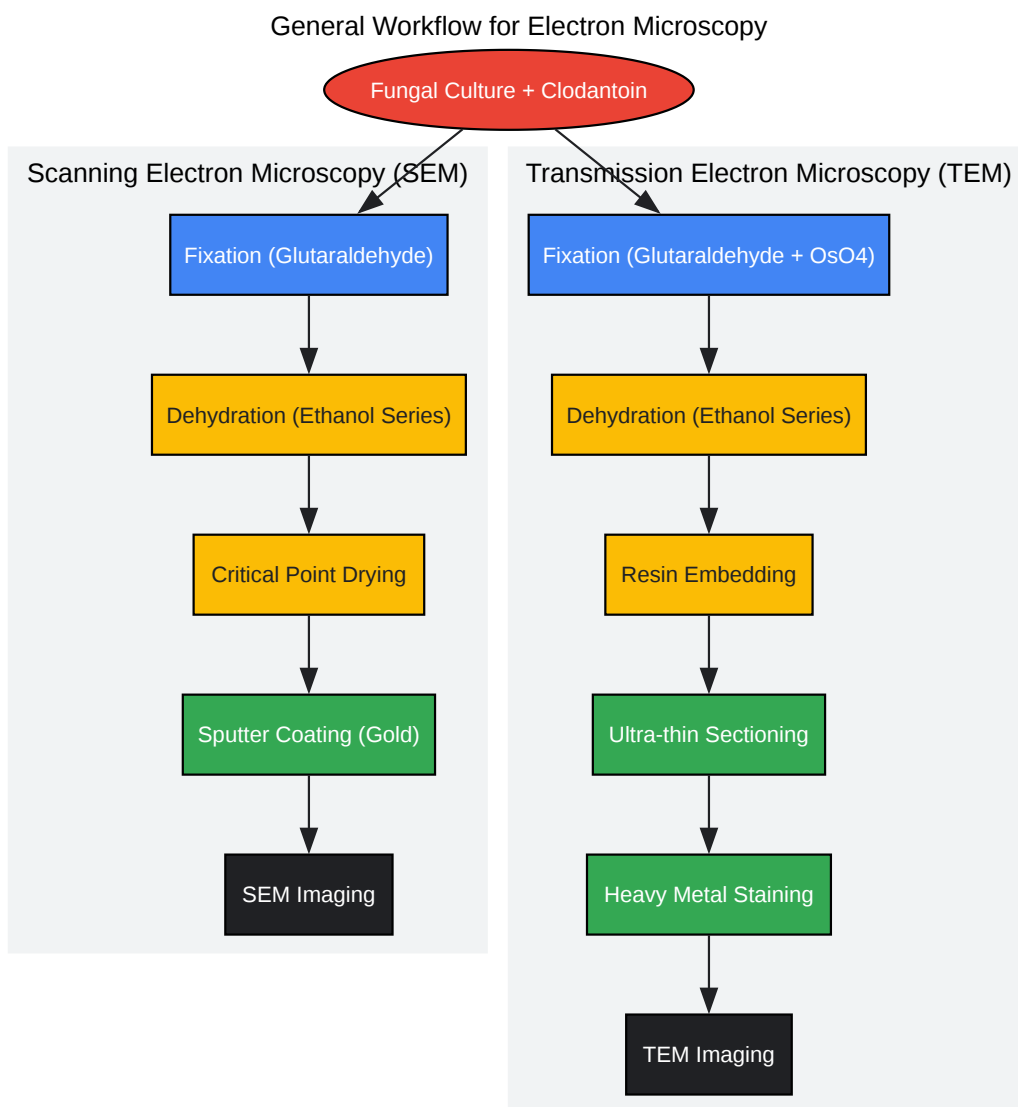 General Workflow for Electron Microscopy
Fungal Culture + Clodantoin
Scanning Electron Microscopy (SEM)
Fixation (Glutaraldehyde)
Dehydration (Ethanol Series)
Critical Point Drying
Sputter Coating (Gold)
SEM Imaging
Transmission Electron Microscopy (TEM)
Fixation (Glutaraldehyde + OsO4)
Dehydration (Ethanol Series)
Resin Embedding
Ultra-thin Sectioning
Heavy Metal Staining
TEM Imaging